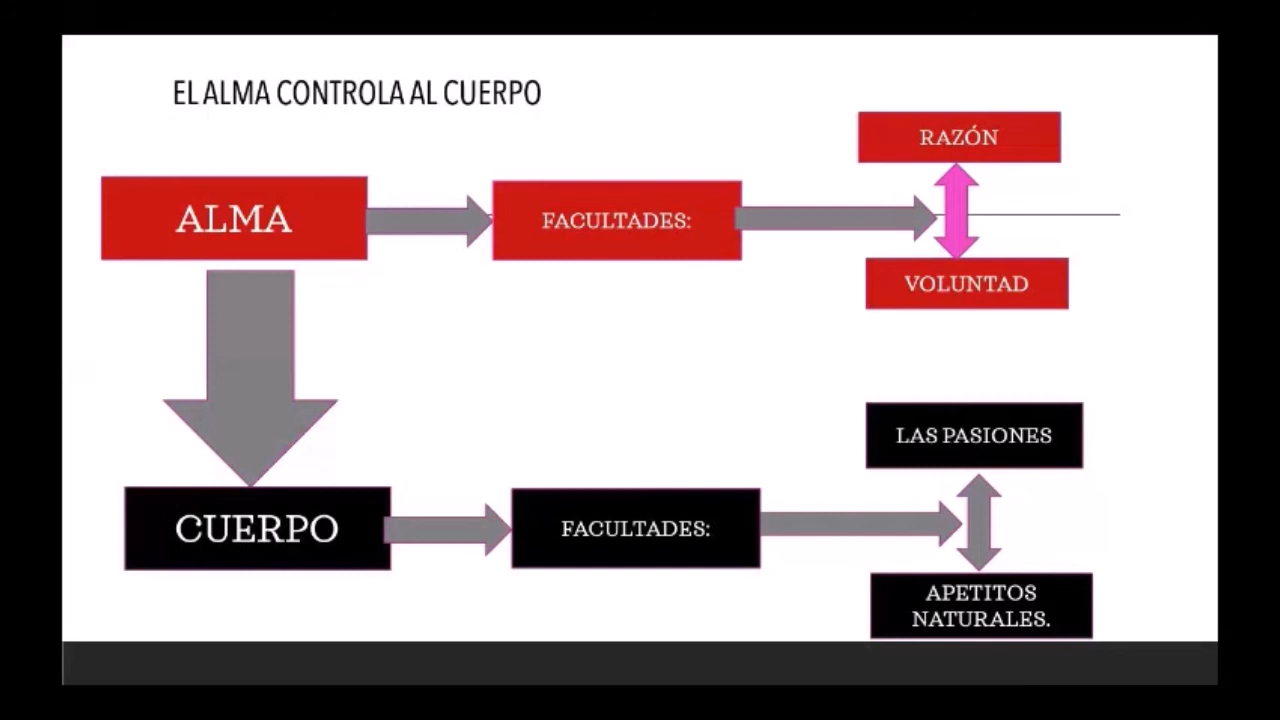 EL ALMA CONTROLA AL CUERPO
RAZÓN
ALMA
FACULTADES:
VOLUNTAD
LAS PASIONES
CUERPO
FACULTADES:
APETITOS
NATURALES.